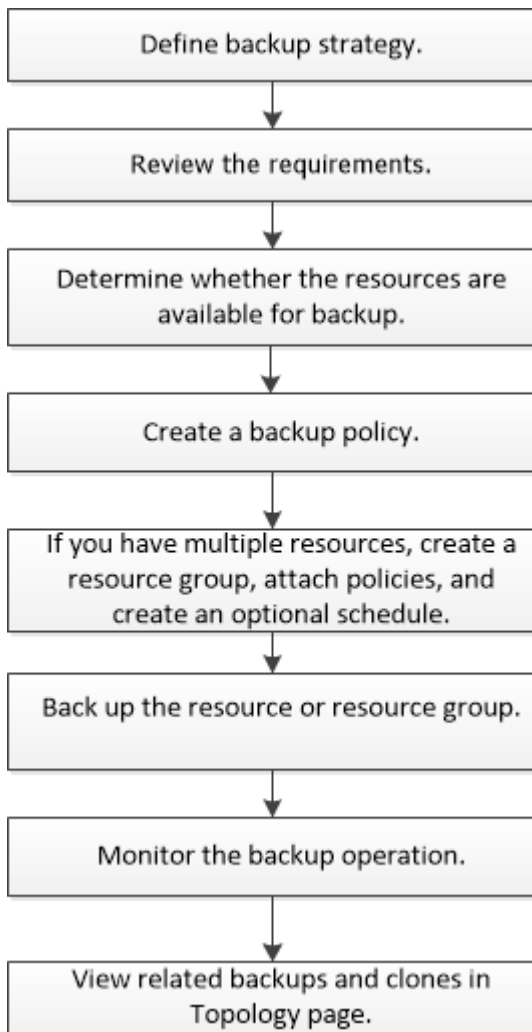 Define backup strategy.
Review the requirements.
Determine whether the resources are
available for backup.
Create a backup policy.
If you have multiple resources, create a
resource group, attach policies, and
create an optional schedule.
Back up the resource or resource group.
Monitor the backup operation.
View related backups and clones in
Topology page.